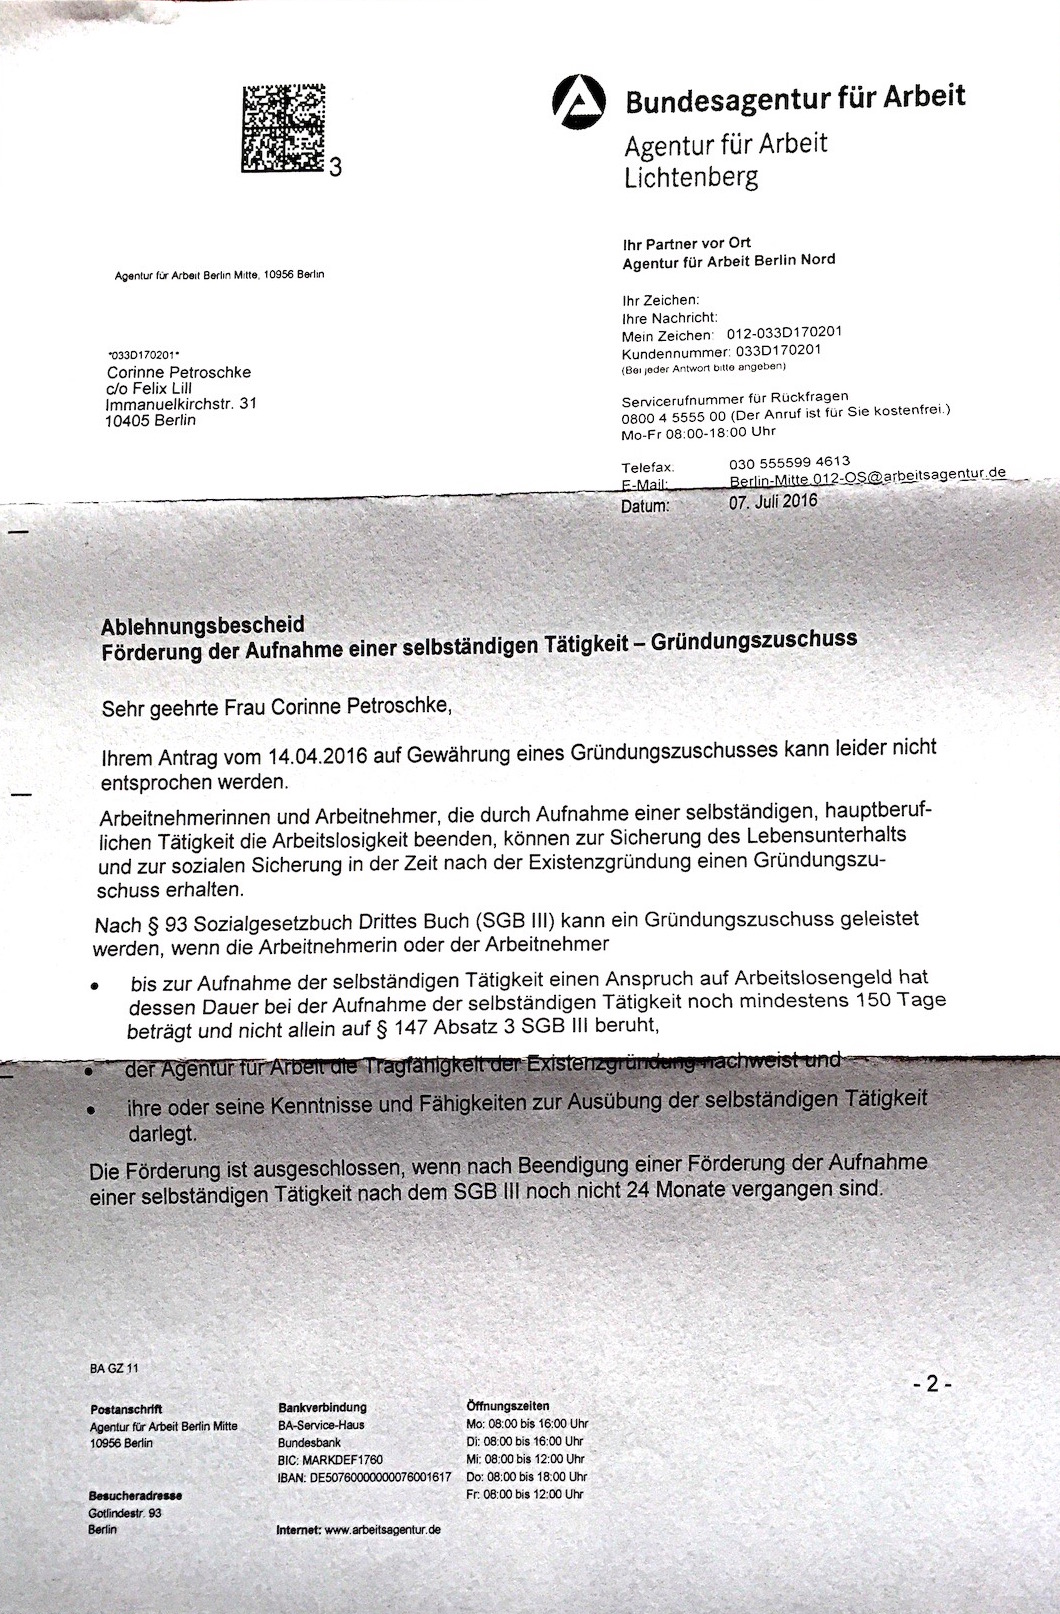 3
Bundesagentur für Arbeit
Agentur für Arbeit
Lichtenberg
Ihr Partner vor Ort
Agentur für Arbeit Berlin Nord
Agentur für Arbeit Berlin Mitte, 10956 Berlin
Ihr Zeichen:
Ihre Nachricht:
Mein Zeichen: 012-033D170201
Kundennummer: 033D170201
(Bei jeder Antwort bitte angeben)
*033D170201*
Corinne Petroschke
c/o Felix Lill
Immanuelkirchstr. 31
10405 Berlin
Servicerufnummer für Rückfragen
0800 4 5555 00 (Der Anruf ist für Sie kostenfrei.)
Mo-Fr 08:00-18:00 Uhr
Telefax: 030 555599 4613
E-Mail: Berlin-Mitte.012-OS@arbeitsagentur.de
Datum: 07. Juli 2016
Ablehnungsbescheid
Förderung der Aufnahme einer selbständigen Tätigkeit – Gründungszuschuss
Sehr geehrte Frau Corinne Petroschke,
Ihrem Antrag vom 14.04.2016 auf Gewährung eines Gründungszuschusses kann leider nicht
entsprochen werden.
Arbeitnehmerinnen und Arbeitnehmer, die durch Aufnahme einer selbständigen, hauptberuf-
lichen Tätigkeit die Arbeitslosigkeit beenden, können zur Sicherung des Lebensunterhalts
und zur sozialen Sicherung in der Zeit nach der Existenzgründung einen Gründungszu-
schuss erhalten.
Nach § 93 Sozialgesetzbuch Drittes Buch (SGB III) kann ein Gründungszuschuss geleistet
werden, wenn die Arbeitnehmerin oder der Arbeitnehmer
• bis zur Aufnahme der selbständigen Tätigkeit einen Anspruch auf Arbeitslosengeld hat
dessen Dauer bei der Aufnahme der selbständigen Tätigkeit noch mindestens 150 Tage
beträgt und nicht allein auf § 147 Absatz 3 SGB III beruht,
• der Agentur für Arbeit die Tragfähigkeit der Existenzgründung nachweist und
• ihre oder seine Kenntnisse und Fähigkeiten zur Ausübung der selbständigen Tätigkeit
darlegt.
Die Förderung ist ausgeschlossen, wenn nach Beendigung einer Förderung der Aufnahme
einer selbständigen Tätigkeit nach dem SGB III noch nicht 24 Monate vergangen sind.
BA GZ 11
- 2 -
Postanschrift
Agentur für Arbeit Berlin Mitte
10956 Berlin
Besucheradresse
Gotlindestr. 93
Berlin
Bankverbindung
BA-Service-Haus
Bundesbank
BIC: MARKDEF1760
IBAN: DE50760000000076001617
Internet: www.arbeitsagentur.de
Öffnungszeiten
Mo: 08:00 bis 16:00 Uhr
Di: 08:00 bis 16:00 Uhr
Mi: 08:00 bis 12:00 Uhr
Do: 08:00 bis 18:00 Uhr
Fr: 08:00 bis 12:00 Uhr